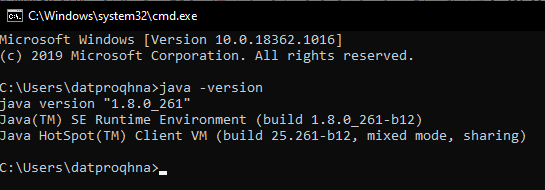 C:\Windows\system32\cmd.exe
Microsoft Windows [Version 10.0.18362.1016]
(c) 2019 Microsoft Corporation. All rights reserved.
C:\Users\datproqhna>java -version
java version "1.8.0_261"
Java(TM) SE Runtime Environment (build 1.8.0_261-b12)
Java HotSpot(TM) Client VM (build 25.261-b12, mixed mode, sharing)
C:\Users\datproqhna>